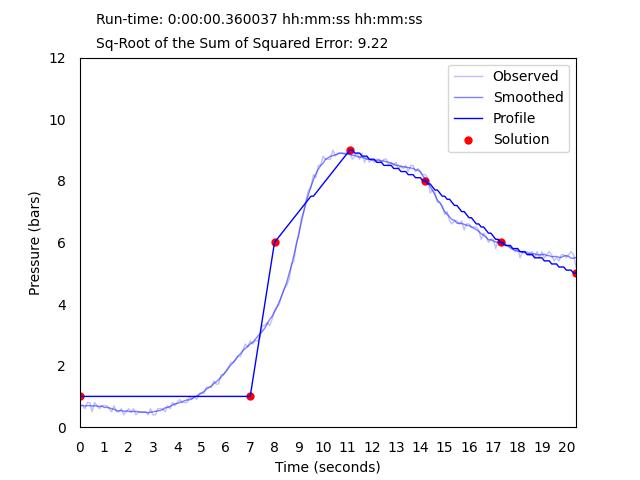 Run-time: 0:00:00.360037 hh:mm:ss hh:mm:ss
Sq-Root of the Sum of Squared Error: 9.22
Observed
Smoothed
Profile
Solution
Pressure (bars)
12
10
8
6
4
2
0
0 1 2 3 4 5 6 7 8 9 10 11 12 13 14 15 16 17 18 19 20
Time (seconds)